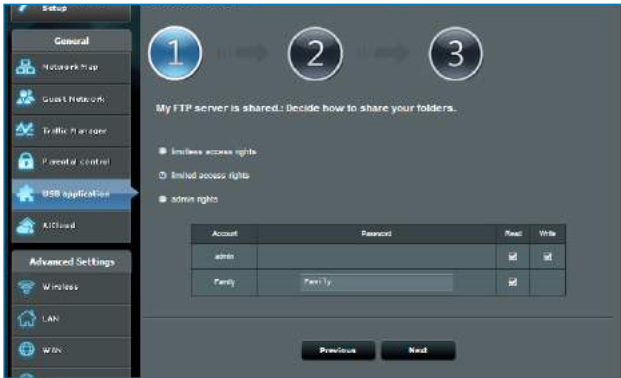 Setup
General
Network Map
Guest Network
Traffic Manager
Parental control
USB application
AiCloud
Advanced Settings
Wireless
LAN
WAN
1
2
3
My FTP server is shared.: Decide how to share your folders.
limitless access rights
limited access rights
admin rights
Account Password Read Write
admin
Family Family
Previous Next